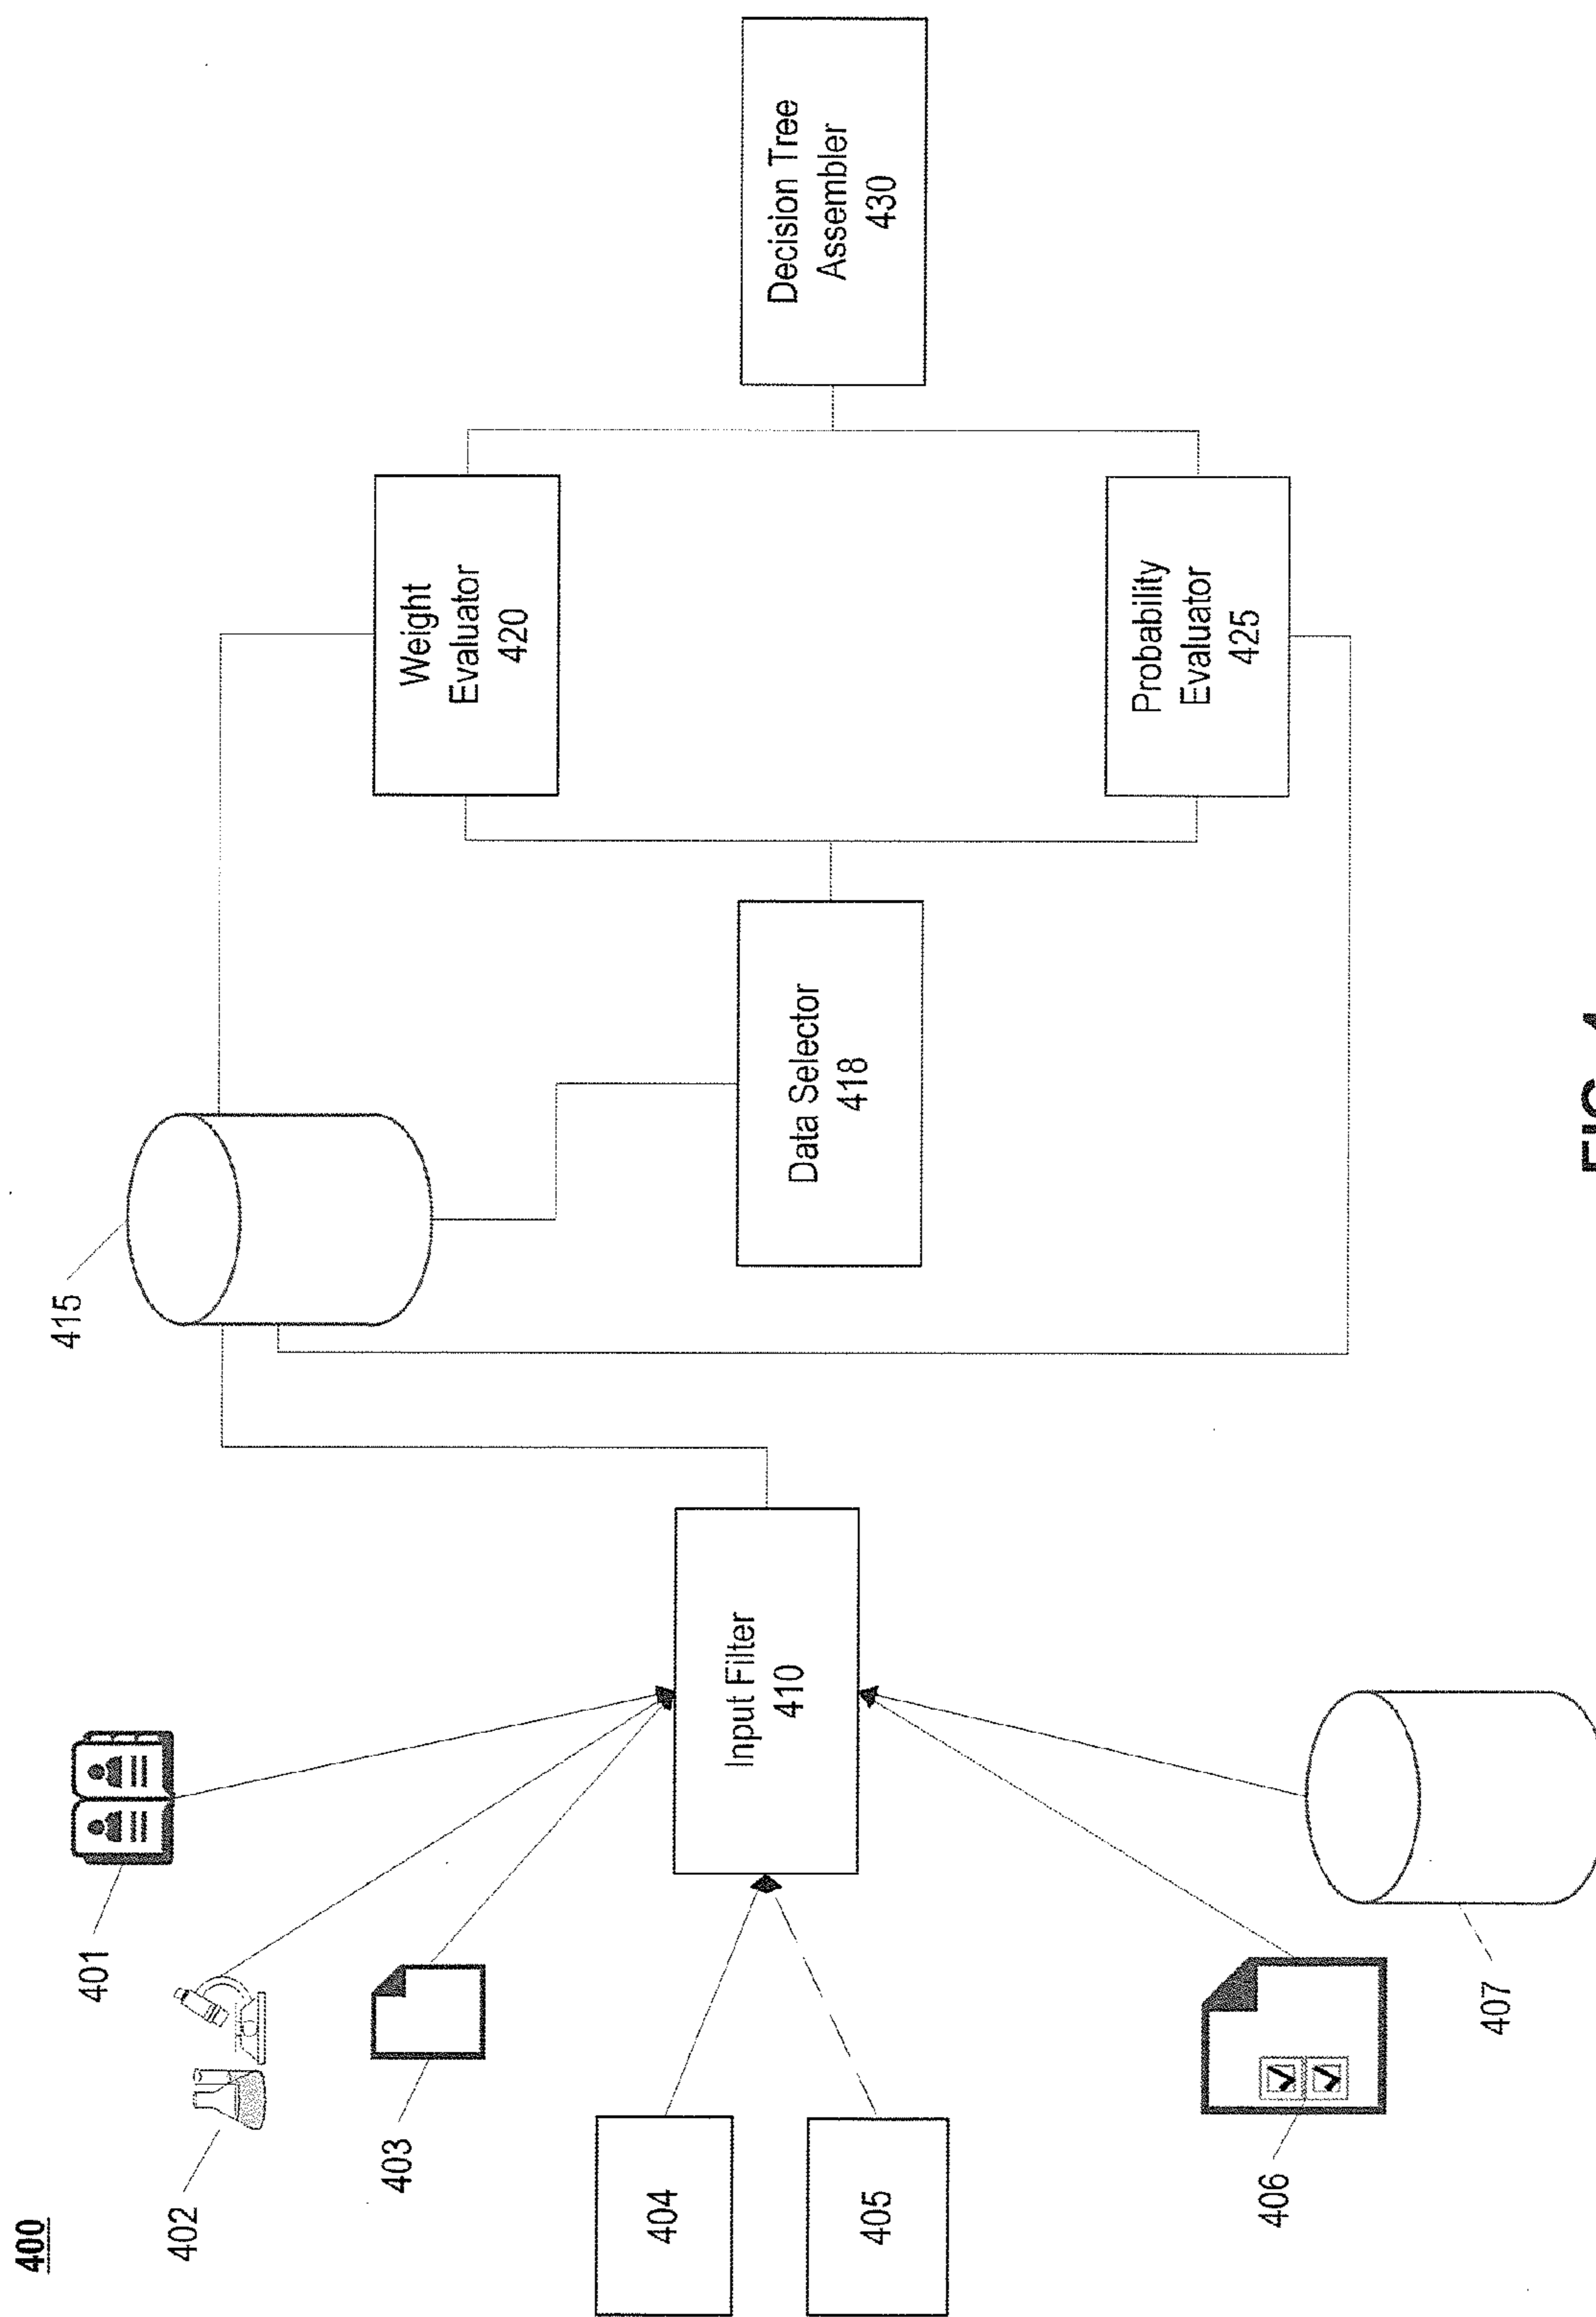 400
401
402
403
404
405
406
407
Input Filter
410
415
Data Selector
418
Weight
Evaluator
420
Probability
Evaluator
425
Decision Tree
Assembler
430